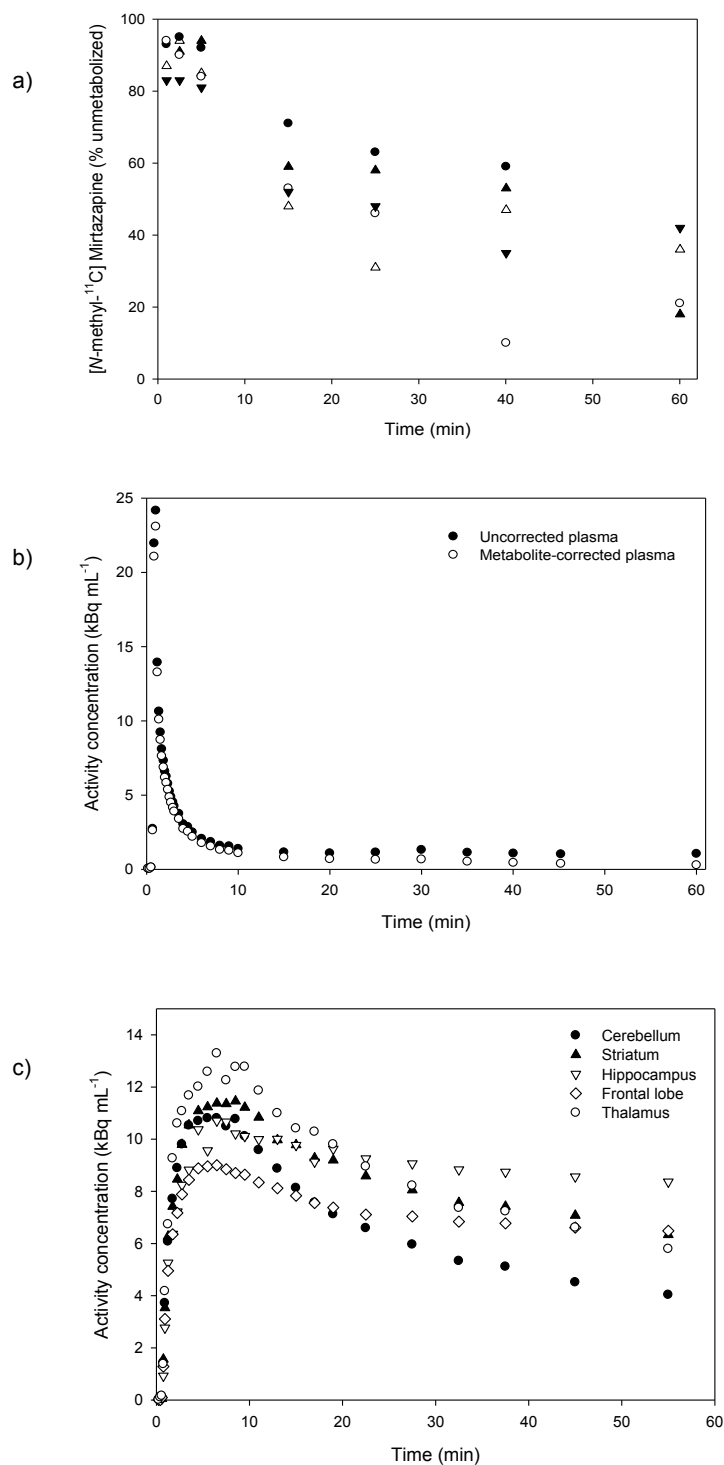 a)
[N-methyl-¹¹C] Mirtazapine (% unmetabolized)
100
80
60
40
20
0
0 10 20 30 40 50 60
Time (min)
b)
Activity concentration (kBq mL⁻¹)
25
20
15
10
5
0
Uncorrected plasma
Metabolite-corrected plasma
0 10 20 30 40 50 60
Time (min)
c)
Activity concentration (kBq mL⁻¹)
14
12
10
8
6
4
2
0
Cerebellum
Striatum
Hippocampus
Frontal lobe
Thalamus
0 10 20 30 40 50 60
Time (min)